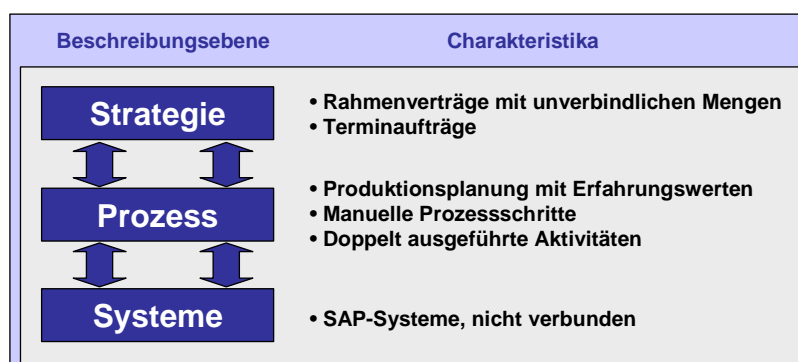 Beschreibungsebene Charakteristika
Strategie
• Rahmenverträge mit unverbindlichen Mengen
• Terminaufträge
Prozess
• Produktionsplanung mit Erfahrungswerten
• Manuelle Prozessschritte
• Doppelt ausgeführte Aktivitäten
Systeme
• SAP-Systeme, nicht verbunden